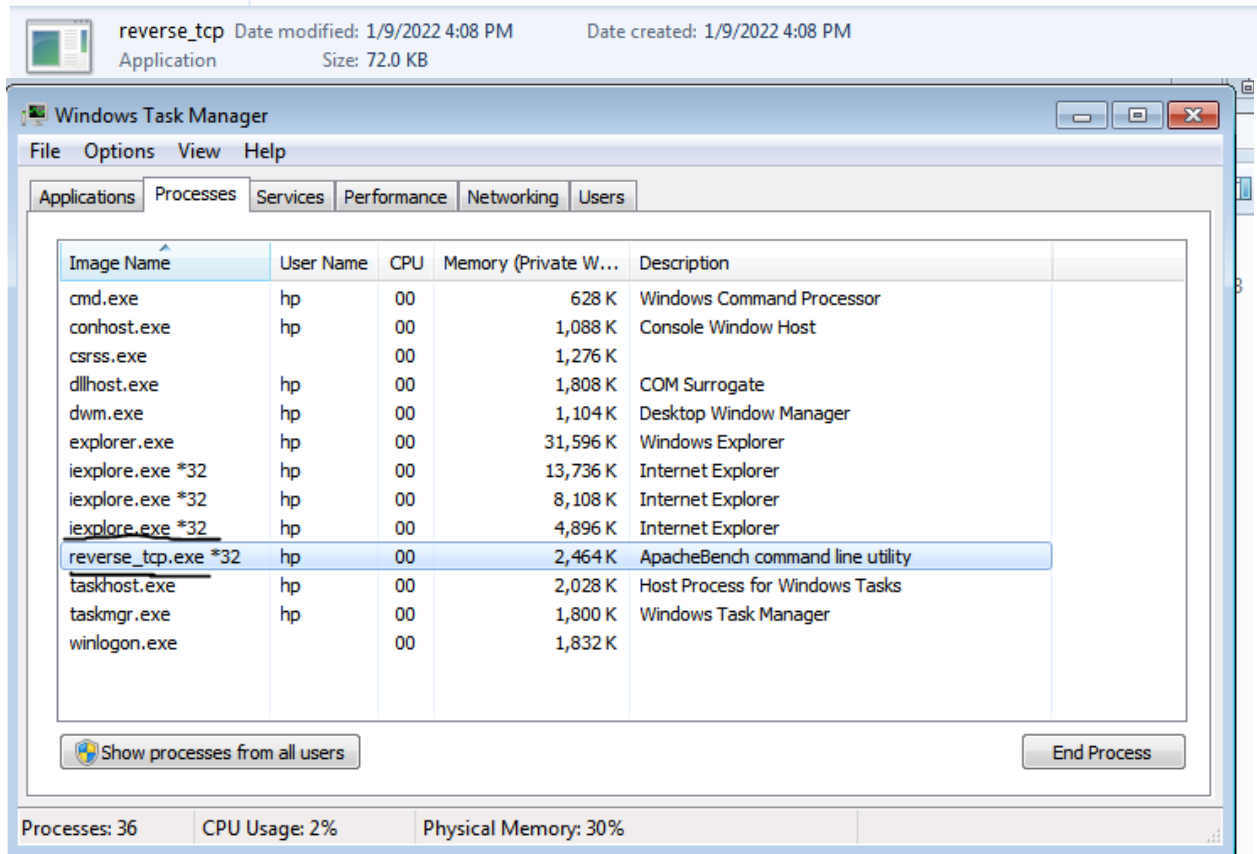 reverse_tcp Date modified: 1/9/2022 4:08 PM Date created: 1/9/2022 4:08 PM
Application Size: 72.0 KB
Windows Task Manager
File Options View Help
Applications Processes Services Performance Networking Users
Image Name User Name CPU Memory (Private W... Description
cmd.exe hp 00 628 K Windows Command Processor
conhost.exe hp 00 1,088 K Console Window Host
csrss.exe 00 1,276 K
dllhost.exe hp 00 1,808 K COM Surrogate
dwm.exe hp 00 1,104 K Desktop Window Manager
explorer.exe hp 00 31,596 K Windows Explorer
iexplore.exe *32 hp 00 13,736 K Internet Explorer
iexplore.exe *32 hp 00 8,108 K Internet Explorer
iexplore.exe *32 hp 00 4,896 K Internet Explorer
reverse_tcp.exe *32 hp 00 2,464 K ApacheBench command line utility
taskhost.exe hp 00 2,028 K Host Process for Windows Tasks
taskmgr.exe hp 00 1,800 K Windows Task Manager
winlogon.exe 00 1,832 K
Show processes from all users End Process
Processes: 36 CPU Usage: 2% Physical Memory: 30%